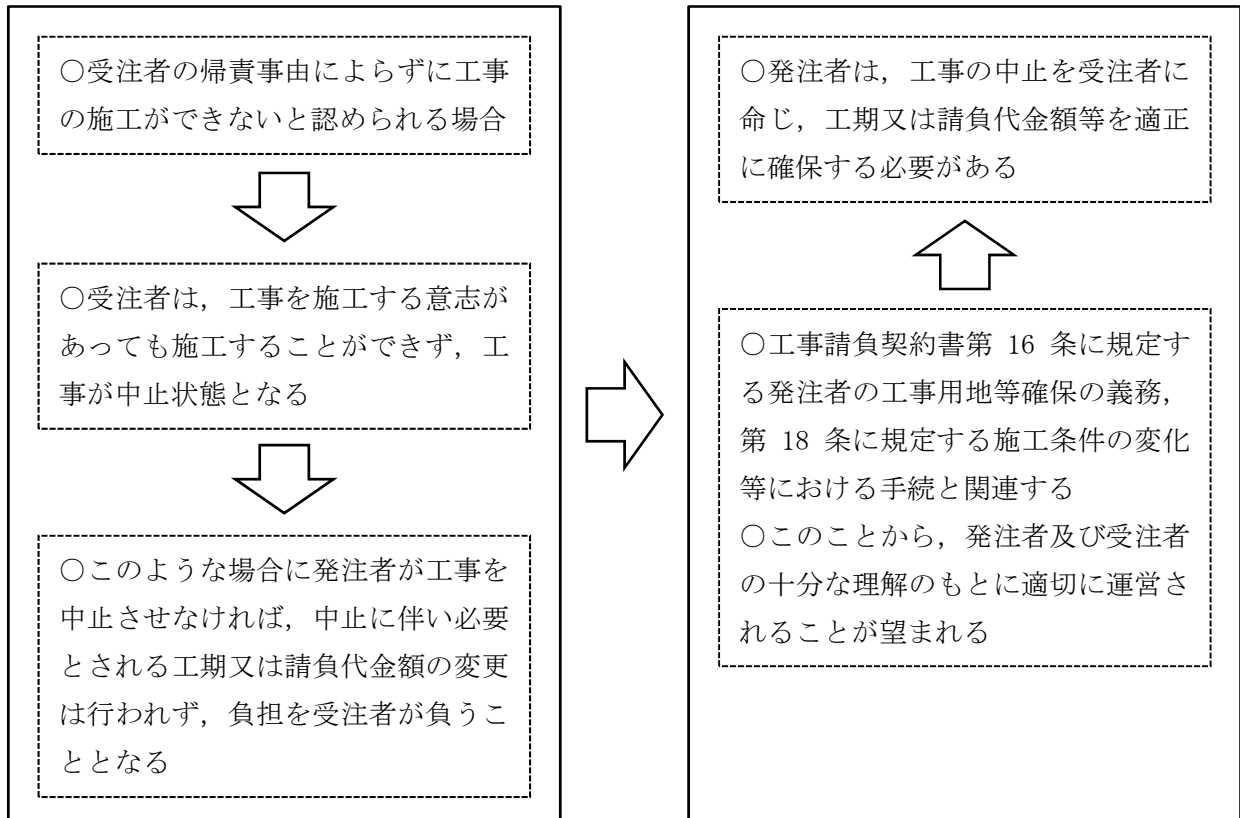 ○受注者の帰責事由によらずに工事
の施工ができないと認められる場合
○受注者は，工事を施工する意志が
あっても施工することができず，工
事が中止状態となる
○このような場合に発注者が工事を
中止させなければ，中止に伴い必要
とされる工期又は請負代金額の変更
は行われず，負担を受注者が負うこ
ととなる
○発注者は，工事の中止を受注者に
命じ，工期又は請負代金額等を適正
に確保する必要がある
○工事請負契約書第 16 条に規定す
る発注者の工事用地等確保の義務，
第 18 条に規定する施工条件の変化
等における手続と関連する
○このことから，発注者及び受注者
の十分な理解のもとに適切に運営さ
れることが望まれる